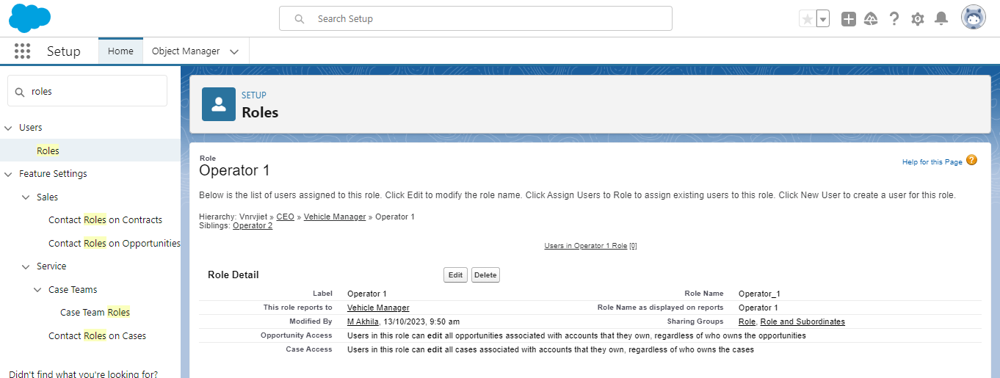 Search Setup
Setup
Home
Object Manager
roles
Users
Roles
Feature Settings
Sales
Contact Roles on Contracts
Contact Roles on Opportunities
Service
Case Teams
Case Team Roles
Contact Roles on Cases
Didn't find what you're looking for?
SETUP
Roles
Role
Operator 1
Help for this Page ?
Below is the list of users assigned to this role. Click Edit to modify the role name. Click Assign Users to Role to assign existing users to this role. Click New User to create a user for this role.
Hierarchy: Vnrvjiet » CEO » Vehicle Manager » Operator 1
Siblings: Operator 2
Users in Operator 1 Role [0]
Role Detail Edit Delete
Label Operator 1 Role Name Operator_1
This role reports to Vehicle Manager Role Name as displayed on reports Operator 1
Modified By M Akhila, 13/10/2023, 9:50 am Sharing Groups Role, Role and Subordinates
Opportunity Access Users in this role can edit all opportunities associated with accounts that they own, regardless of who owns the opportunities
Case Access Users in this role can edit all cases associated with accounts that they own, regardless of who owns the cases